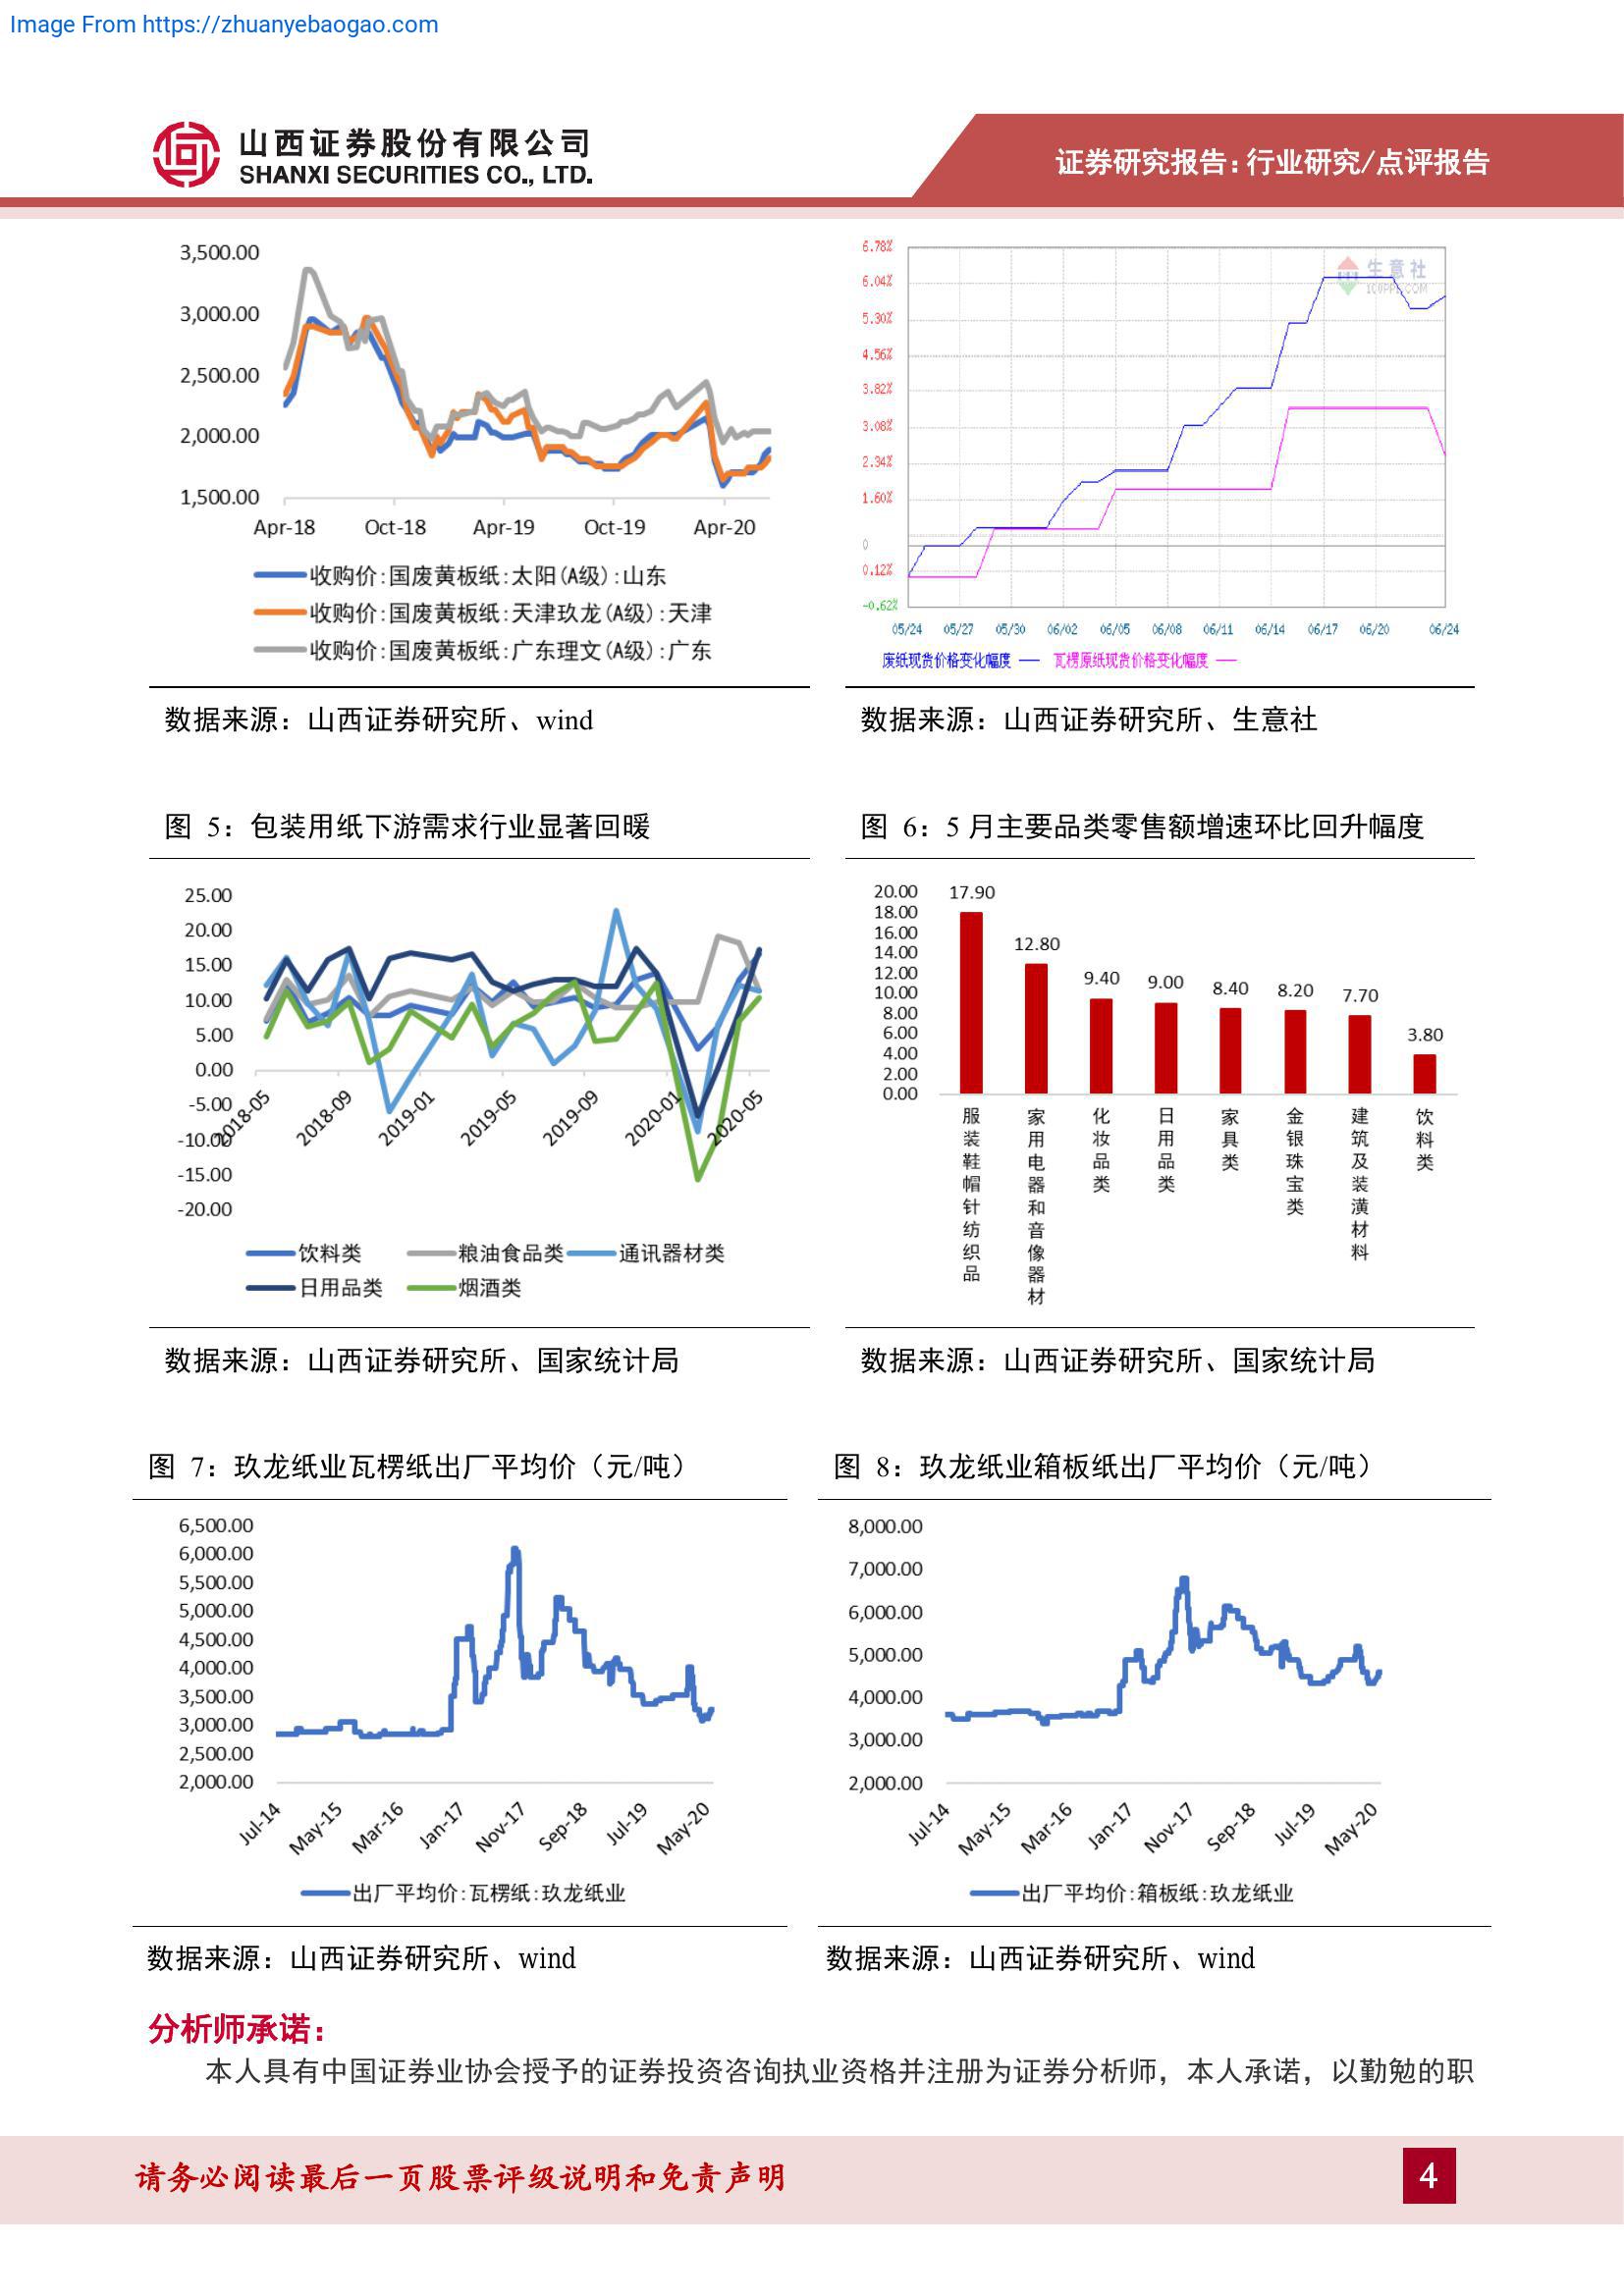 Image From https://zhuanyebaogao.com
山西证券股份有限公司
SHANXI SECURITIES CO., LTD.
证券研究报告:行业研究/点评报告
3,500.00
3,000.00
2,500.00
2,000.00
1,500.00
Apr-18 Oct-18 Apr-19 Oct-19 Apr-20
收购价:国废黄板纸:太阳(A级):山东
收购价:国废黄板纸:天津玖龙(A级):天津
收购价:国废黄板纸:广东理文(A级):广东
6.78%
6.04%
5.30%
4.56%
3.82%
3.08%
2.34%
1.60%
0
0.12%
-0.62%
生意社
100PPI.COM
05/24 05/27 05/30 06/02 06/05 06/08 06/11 06/14 06/17 06/20 06/24
废纸现货价格变化幅度 瓦楞原纸现货价格变化幅度
数据来源：山西证券研究所、wind
数据来源：山西证券研究所、生意社
图 5：包装用纸下游需求行业显著回暖
25.00
20.00
15.00
10.00
5.00
0.00
-5.00
-10.00
-15.00
-20.00
2018-05 2018-09 2019-01 2019-05 2019-09 2020-01 2020-05
饮料类 粮油食品类 通讯器材类
日用品类 烟酒类
图 6：5 月主要品类零售额增速环比回升幅度
20.00
18.00
16.00
14.00
12.00
10.00
8.00
6.00
4.00
2.00
0.00
17.90
12.80
9.40
9.00
8.40
8.20
7.70
3.80
服装鞋帽针纺织品
家用电器和音像器材
化妆品类
日用品类
家具类
金银珠宝类
建筑及装潢材料
饮料类
数据来源：山西证券研究所、国家统计局
数据来源：山西证券研究所、国家统计局
图 7：玖龙纸业瓦楞纸出厂平均价（元/吨）
6,500.00
6,000.00
5,500.00
5,000.00
4,500.00
4,000.00
3,500.00
3,000.00
2,500.00
2,000.00
Jul-14 May-15 Mar-16 Jan-17 Nov-17 Sep-18 Jul-19 May-20
出厂平均价:瓦楞纸:玖龙纸业
图 8：玖龙纸业箱板纸出厂平均价（元/吨）
8,000.00
7,000.00
6,000.00
5,000.00
4,000.00
3,000.00
2,000.00
Jul-14 May-15 Mar-16 Jan-17 Nov-17 Sep-18 Jul-19 May-20
出厂平均价:箱板纸:玖龙纸业
数据来源：山西证券研究所、wind
数据来源：山西证券研究所、wind
分析师承诺：
本人具有中国证券业协会授予的证券投资咨询执业资格并注册为证券分析师，本人承诺，以勤勉的职
请务必阅读最后一页股票评级说明和免责声明
4